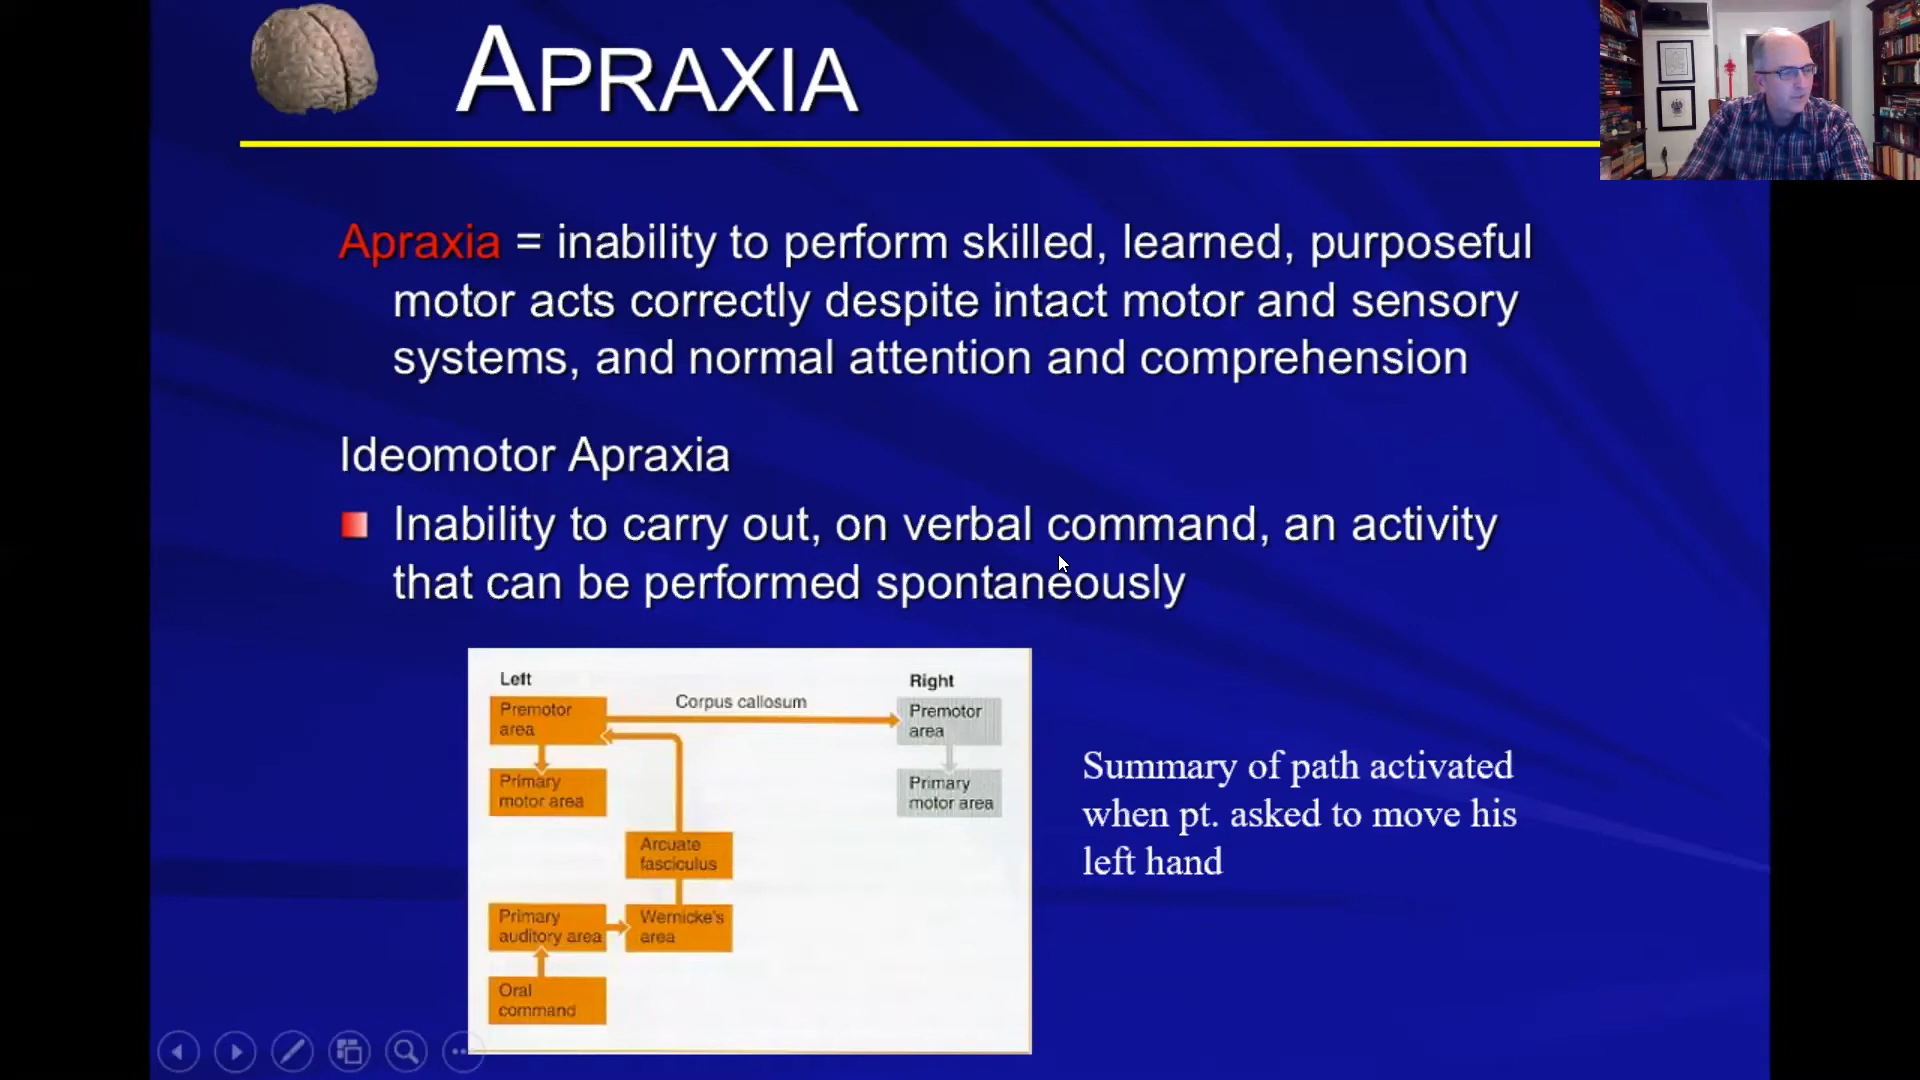 APRAXIA
Apraxia = inability to perform skilled, learned, purposeful
motor acts correctly despite intact motor and sensory
systems, and normal attention and comprehension
Ideomotor Apraxia
Inability to carry out, on verbal command, an activity
that can be performed spontaneously
Left
Right
Corpus callosum
Premotor
area
Premotor
area
Primary
motor area
Primary
motor area
Arcuate
fasciculus
Primary
auditory area
Wernicke's
area
Oral
command
Summary of path activated
when pt. asked to move his
left hand